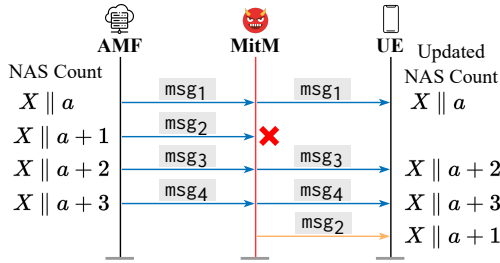 AMF MitM UE
NAS Count
Updated
NAS Count
X ∥ a msg1 msg1 X ∥ a
X ∥ a + 1 msg2
X ∥ a + 2 msg3 msg3 X ∥ a + 2
X ∥ a + 3 msg4 msg4 X ∥ a + 3
msg2 X ∥ a + 1